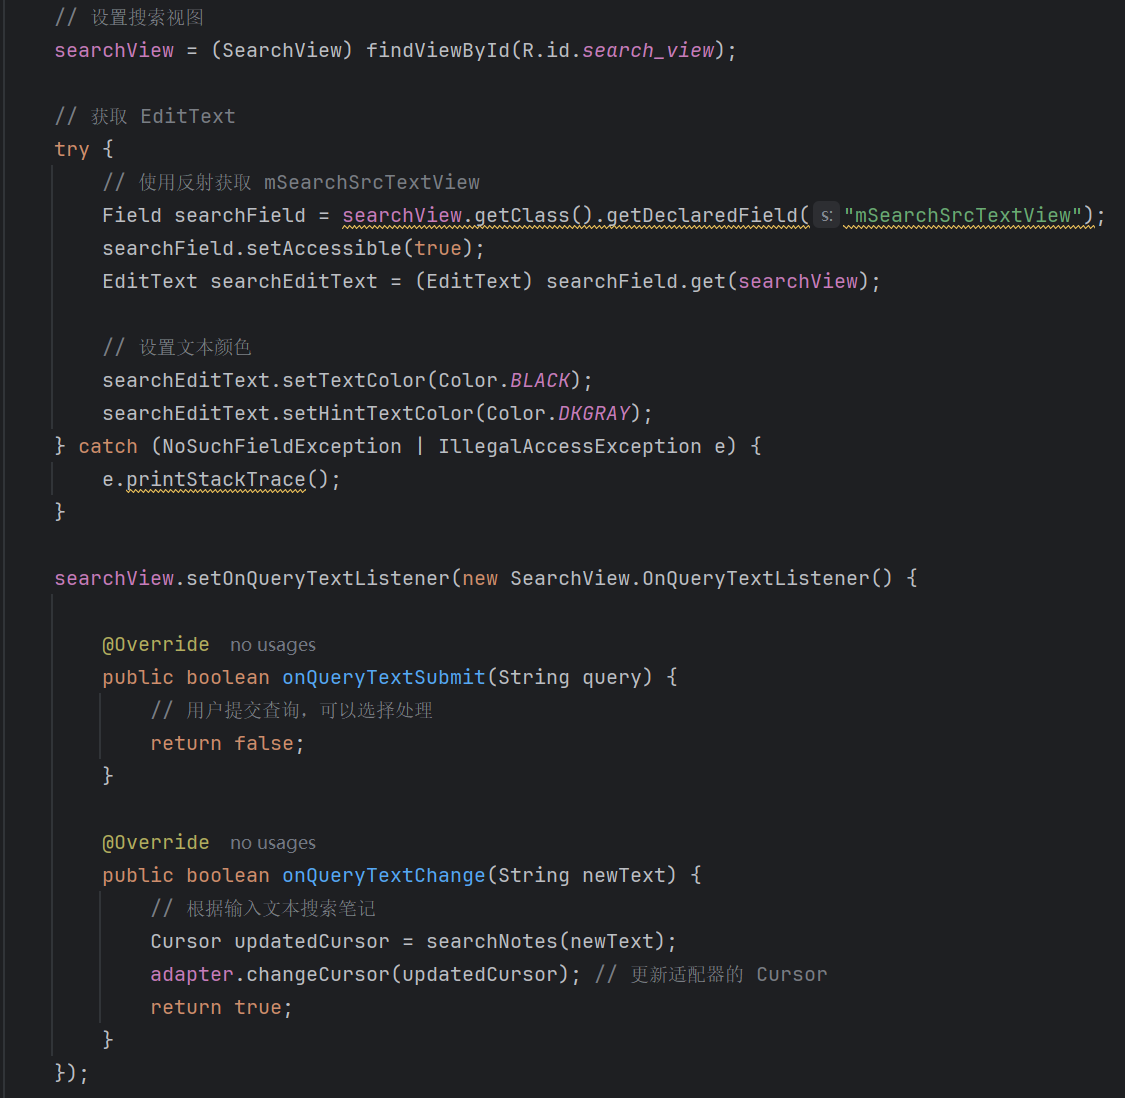 // 设置搜索视图
searchView = (SearchView) findViewById(R.id.search_view);
// 获取 EditText
try {
// 使用反射获取 mSearchSrcTextView
Field searchField = searchView.getClass().getDeclaredField( s: "mSearchSrcTextView");
searchField.setAccessible(true);
EditText searchEditText = (EditText) searchField.get(searchView);
// 设置文本颜色
searchEditText.setTextColor(Color.BLACK);
searchEditText.setHintTextColor(Color.DKGRAY);
} catch (NoSuchFieldException | IllegalAccessException e) {
e.printStackTrace();
}
searchView.setOnQueryTextListener(new SearchView.OnQueryTextListener() {
@Override no usages
public boolean onQueryTextSubmit(String query) {
// 用户提交查询，可以选择处理
return false;
}
@Override no usages
public boolean onQueryTextChange(String newText) {
// 根据输入文本搜索笔记
Cursor updatedCursor = searchNotes(newText);
adapter.changeCursor(updatedCursor); // 更新适配器的 Cursor
return true;
}
});